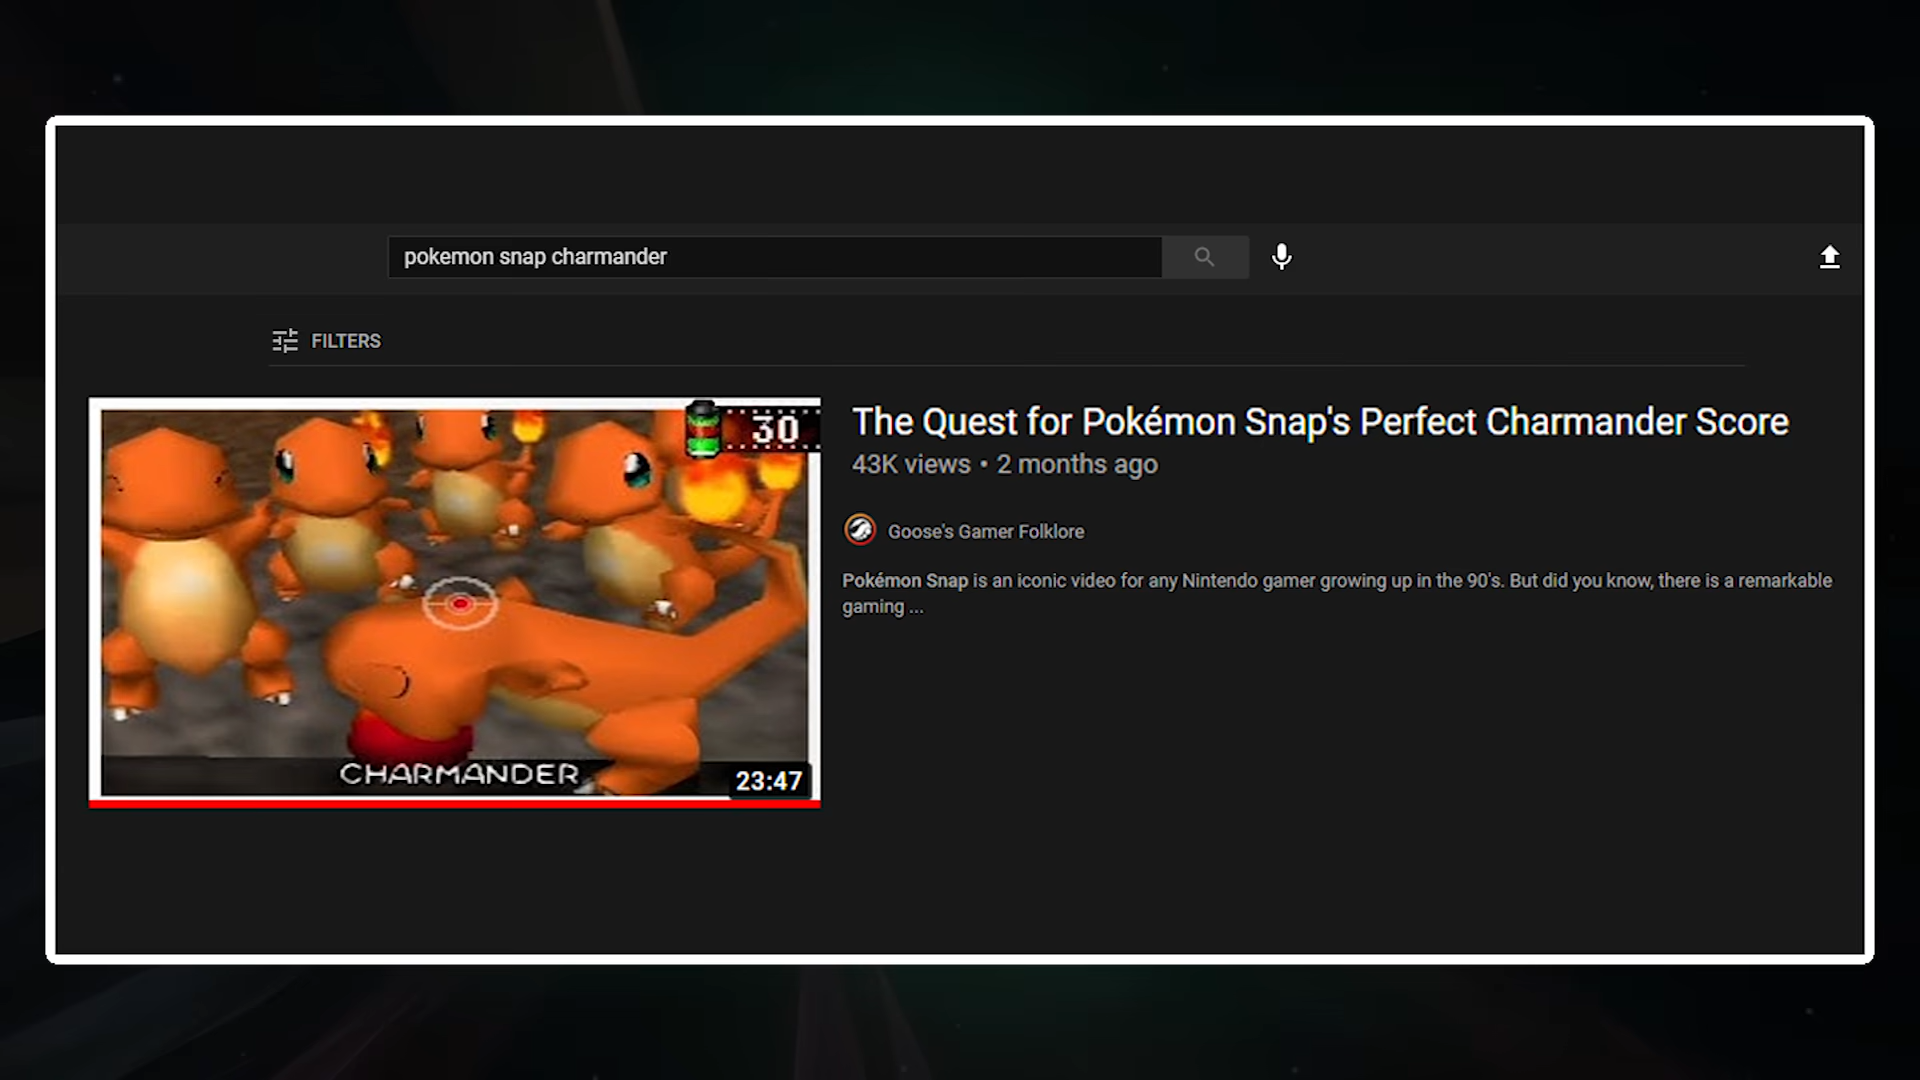 pokemon snap charmander
FILTERS
30
CHARMANDER
23:47
The Quest for Pokémon Snap's Perfect Charmander Score
43K views • 2 months ago
Goose's Gamer Folklore
Pokémon Snap is an iconic video for any Nintendo gamer growing up in the 90's. But did you know, there is a remarkable
gaming ...